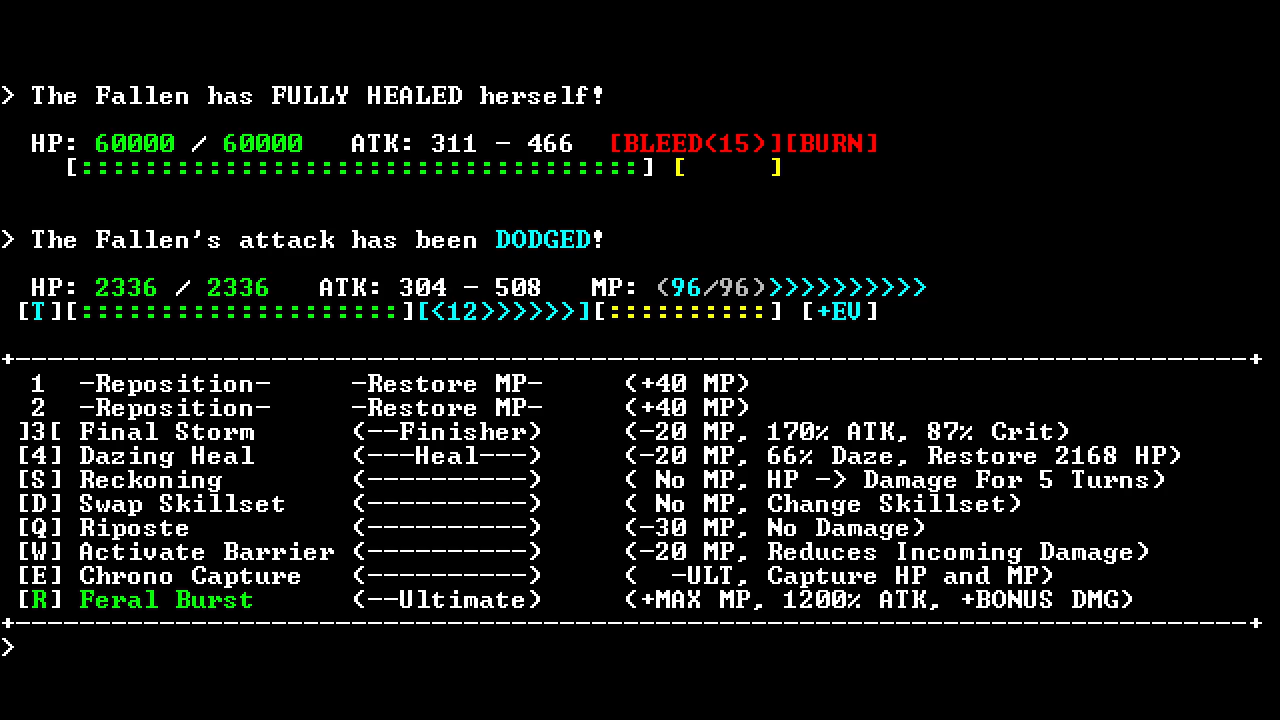 > The Fallen has FULLY HEALED herself!
HP: 60000 / 60000   ATK: 311 - 466  [BLEED(15)][BURN]
[:::::::::::::::::::::::::::::::::::] [     ]
> The Fallen's attack has been DODGED!
HP: 2336 / 2336   ATK: 304 - 508   MP: (96/96)>>>>>>>>>>
[T][::::::::::::::::::::][<12>>>>>>>][::::::::::] [+EV]
+-----------------------------------------------------------------------------+
1  -Reposition-     -Restore MP-     (+40 MP)
2  -Reposition-     -Restore MP-     (+40 MP)
]3[ Final Storm      (--Finisher)     (-20 MP, 170% ATK, 87% Crit)
[4] Dazing Heal      (---Heal---)     (-20 MP, 66% Daze, Restore 2168 HP)
[S] Reckoning        (----------)     ( No MP, HP -> Damage For 5 Turns)
[D] Swap Skillset    (----------)     ( No MP, Change Skillset)
[Q] Riposte          (----------)     (-30 MP, No Damage)
[W] Activate Barrier (----------)     (-20 MP, Reduces Incoming Damage)
[E] Chrono Capture   (----------)     (  -ULT, Capture HP and MP)
[R] Feral Burst      (--Ultimate)     (+MAX MP, 1200% ATK, +BONUS DMG)
+-----------------------------------------------------------------------------+
>